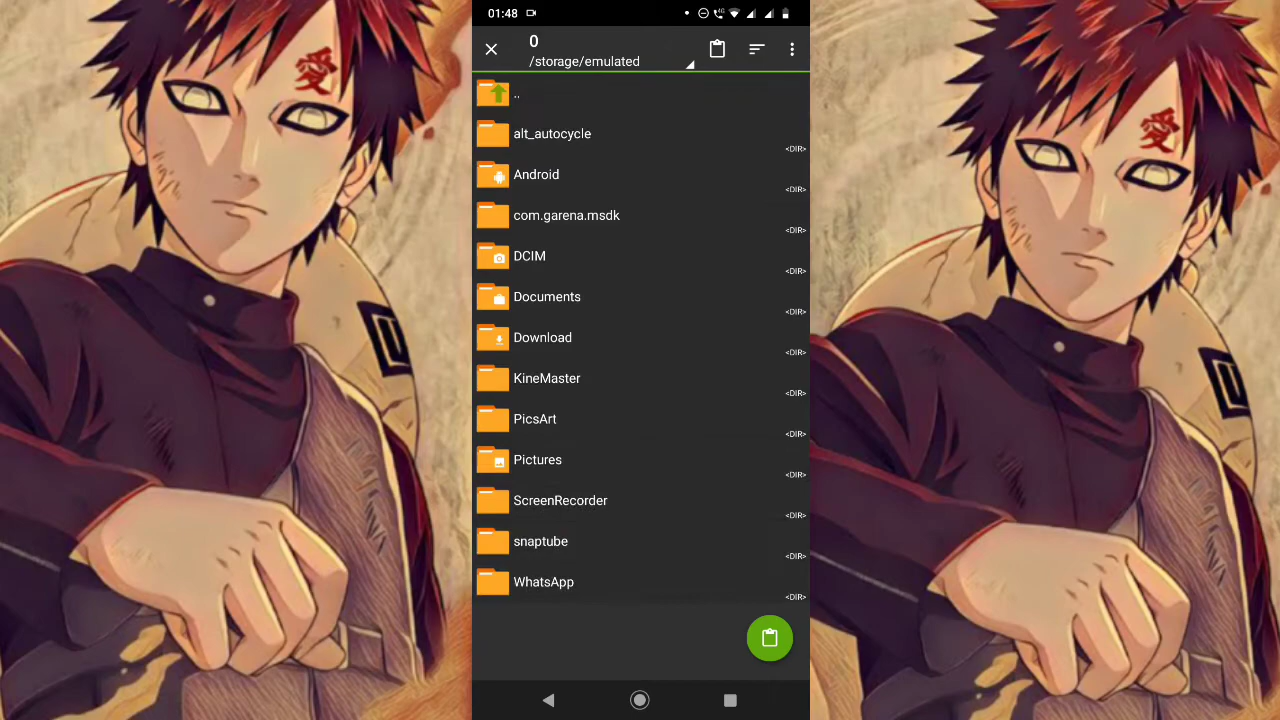 01:48
4G
0
/storage/emulated
..
alt_autocycle
<DIR>
Android
<DIR>
com.garena.msdk
<DIR>
DCIM
<DIR>
Documents
<DIR>
Download
<DIR>
KineMaster
<DIR>
PicsArt
<DIR>
Pictures
<DIR>
ScreenRecorder
<DIR>
snaptube
<DIR>
WhatsApp
<DIR>
愛
愛